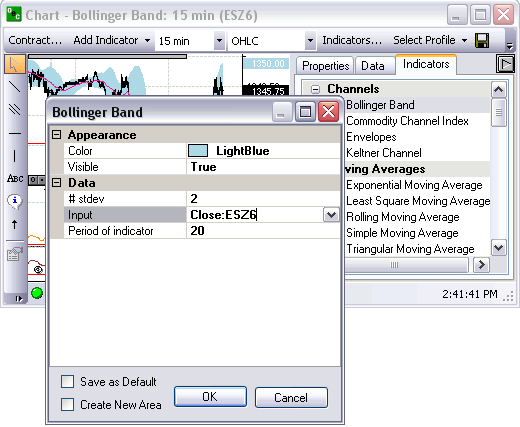 Chart - Bollinger Band: 15 min (ESZ6)
Contract... Add Indicator 15 min OHLC Indicators... Select Profile
1350.00
1345.75
ABC
Properties Data Indicators
Channels
Bollinger Band
Commodity Channel Index
Envelopes
Keltner Channel
ving Averages
Exponential Moving Average
Least Square Moving Average
Rolling Moving Average
Simple Moving Average
Triangular Moving Average
2:41:41 PM
Bollinger Band
Appearance
Color LightBlue
Visible True
Data
# stdev 2
Input Close:ESZ6
Period of indicator 20
Save as Default
Create New Area
OK
Cancel